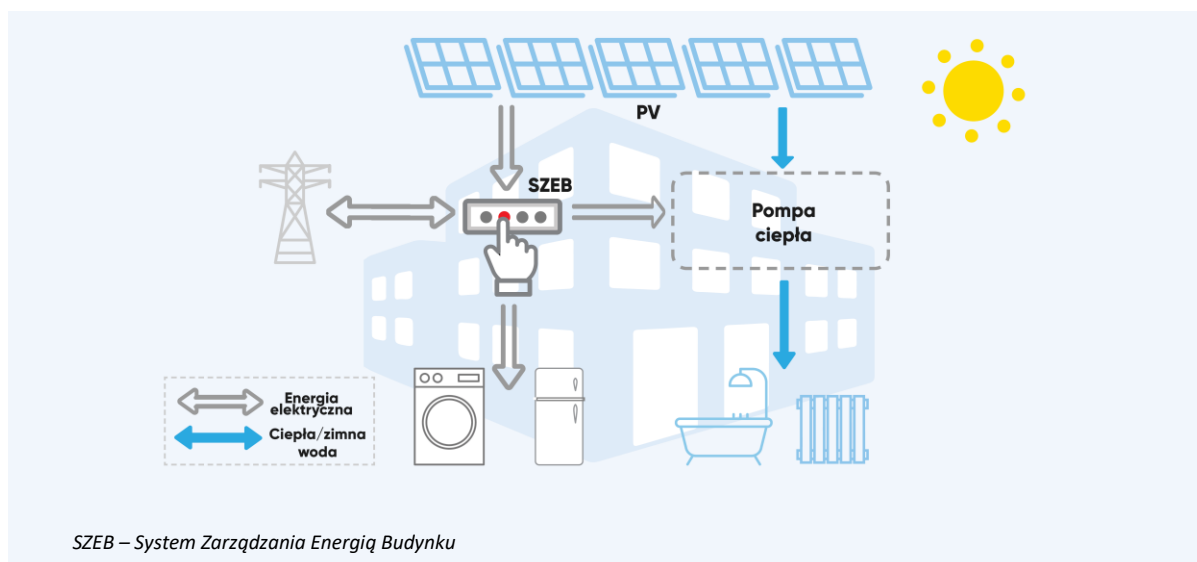 PV
SZEB
Pompa
ciepła
Energia
elektryczna
Ciepła/zimna
woda
SZEB – System Zarządzania Energią Budynku